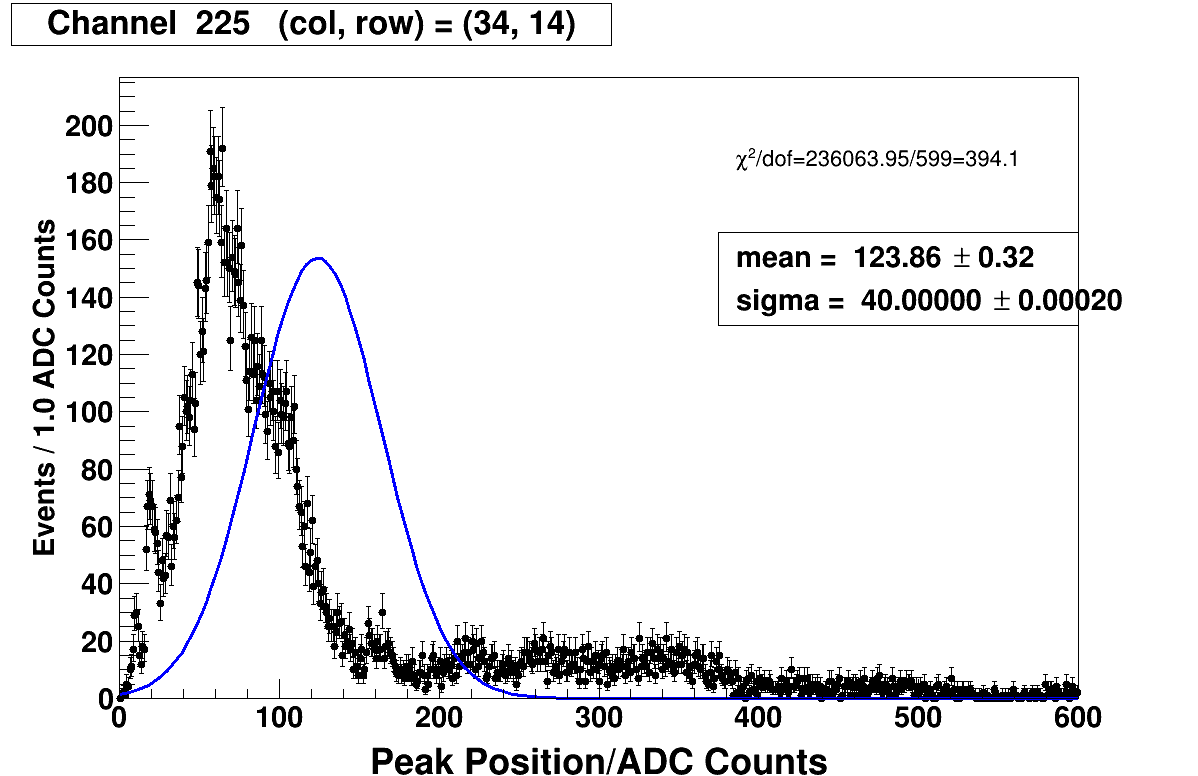 Channel 225 (col, row) = (34, 14)
χ²/dof=236063.95/599=394.1
mean = 123.86 ± 0.32
sigma = 40.00000 ± 0.00020
Events / 1.0 ADC Counts
200
180
160
140
120
100
80
60
40
20
0
0 100 200 300 400 500 600
Peak Position/ADC Counts